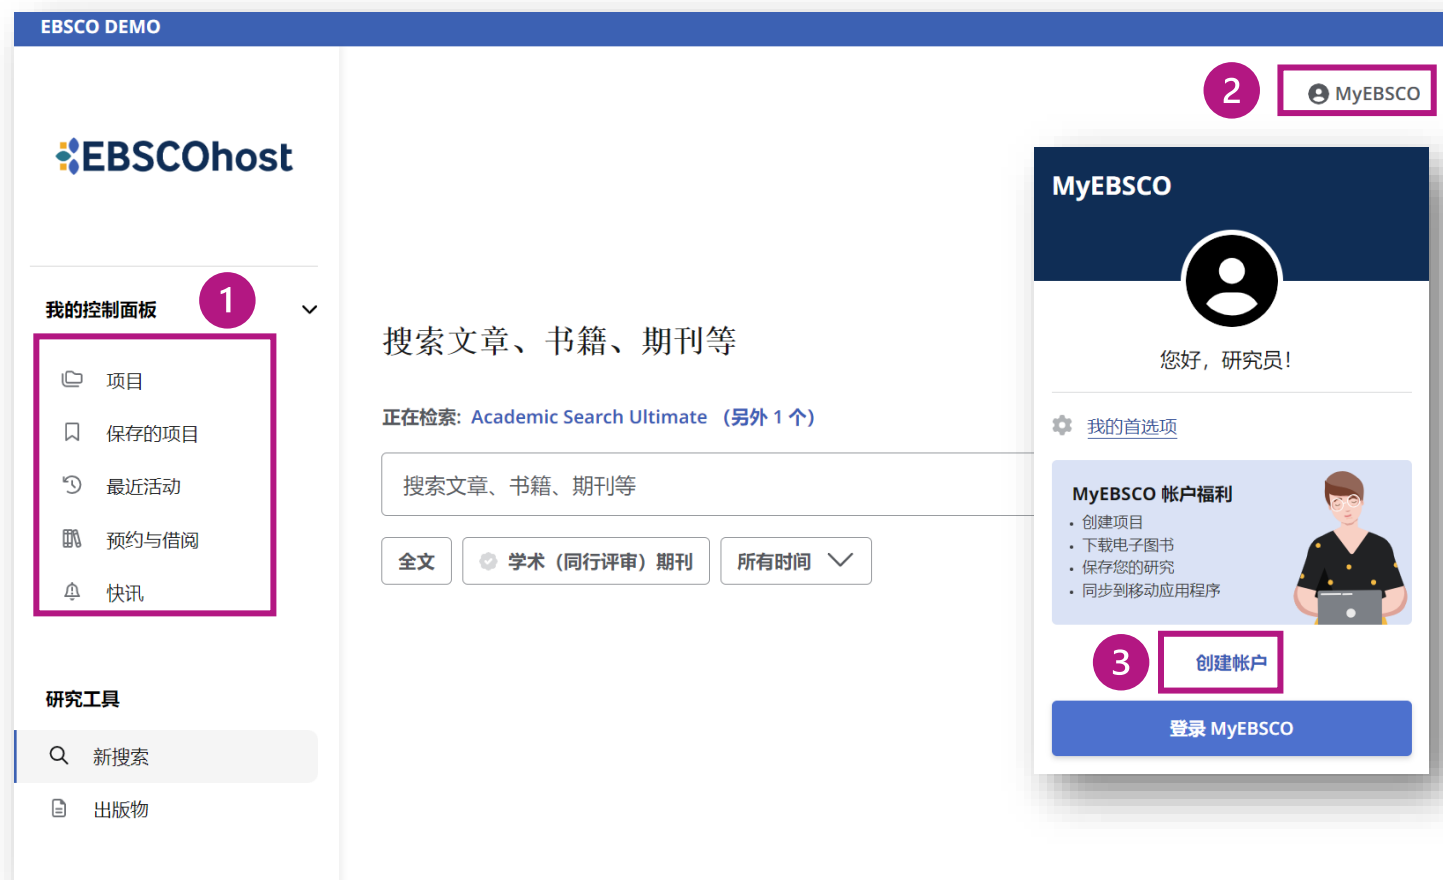 EBSCO DEMO
EBSCOhost
1
我的控制面板
项目
保存的项目
最近活动
预约与借阅
快讯
研究工具
新搜索
出版物
搜索文章、书籍、期刊等
正在检索: Academic Search Ultimate （另外 1 个）
搜索文章、书籍、期刊等
全文
学术（同行评审）期刊
所有时间
2
MyEBSCO
MyEBSCO
您好，研究员！
我的首选项
MyEBSCO 帐户福利
• 创建项目
• 下载电子图书
• 保存您的研究
• 同步到移动应用程序
3
创建帐户
登录 MyEBSCO